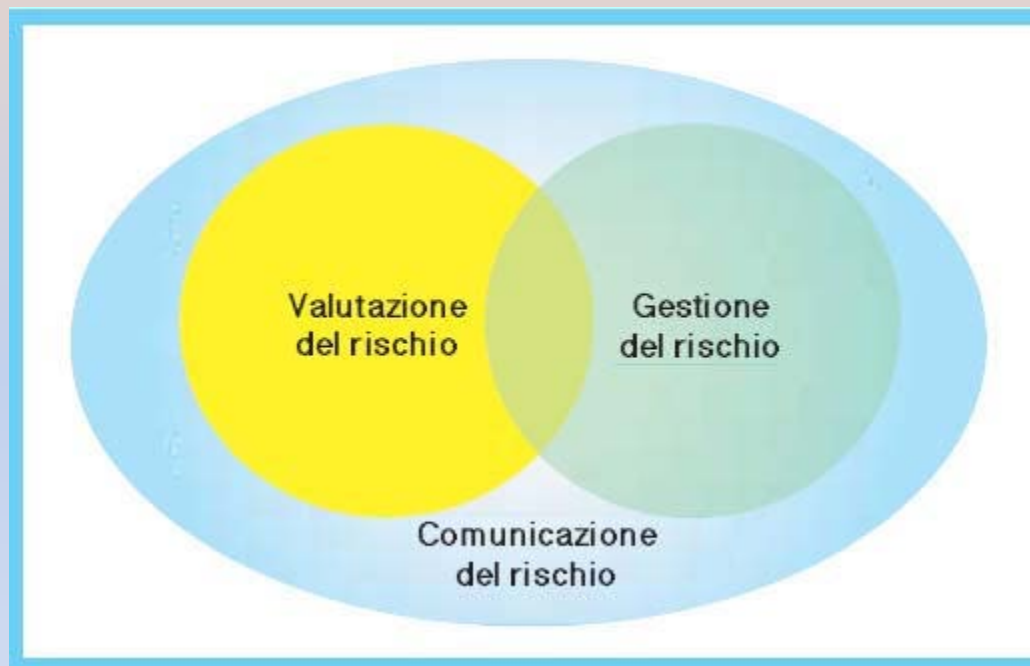 Valutazione
del rischio
Gestione
del rischio
Comunicazione
del rischio